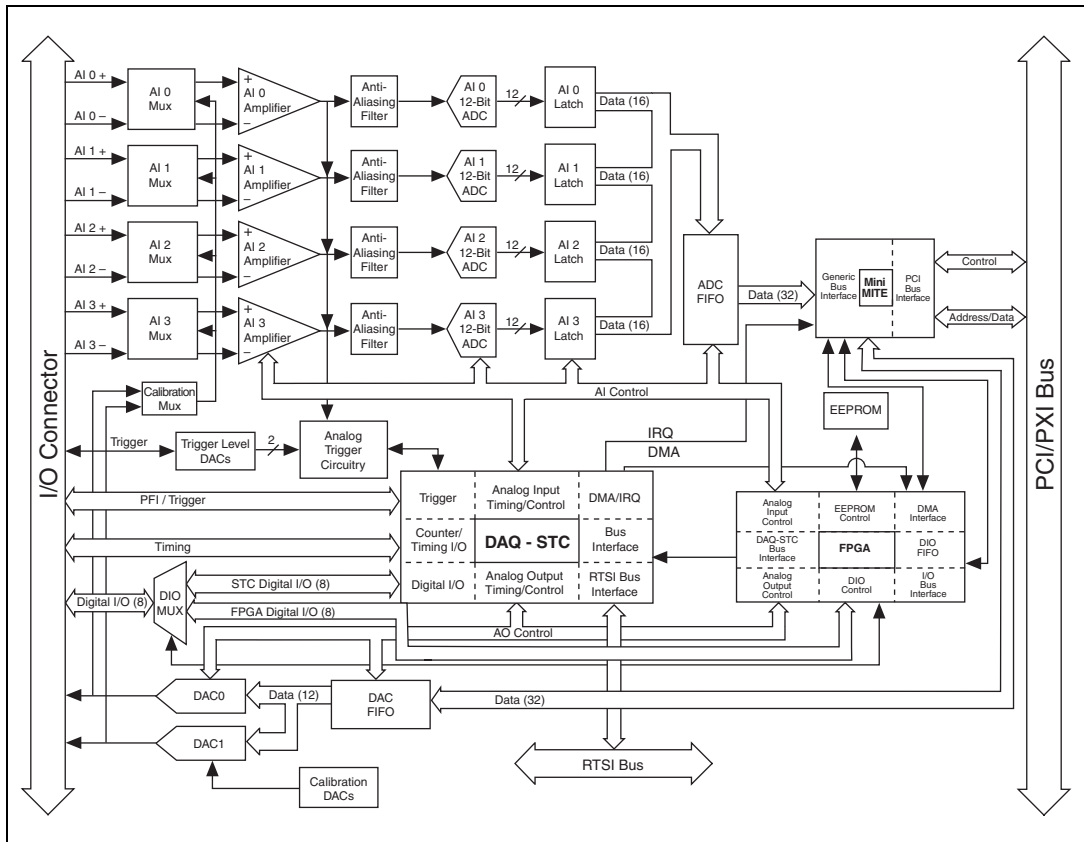 I/O Connector
PCI/PXI Bus
AI 0 +
AI 0 –
AI 0
Mux
+
AI 0
Amplifier
–
Anti-
Aliasing
Filter
AI 0
12-Bit
ADC
12
AI 0
Latch
Data (16)
AI 1 +
AI 1 –
AI 1
Mux
+
AI 1
Amplifier
–
Anti-
Aliasing
Filter
AI 1
12-Bit
ADC
12
AI 1
Latch
Data (16)
AI 2 +
AI 2 –
AI 2
Mux
+
AI 2
Amplifier
–
Anti-
Aliasing
Filter
AI 2
12-Bit
ADC
12
AI 2
Latch
Data (16)
AI 3 +
AI 3 –
AI 3
Mux
+
AI 3
Amplifier
–
Anti-
Aliasing
Filter
AI 3
12-Bit
ADC
12
AI 3
Latch
Data (16)
ADC
FIFO
Data (32)
Generic
Bus
Interface
Mini
MITE
PCI
Bus
Interface
Control
Address/Data
Calibration
Mux
AI Control
EEPROM
Trigger
Trigger Level
DACs
2
Analog
Trigger
Circuitry
IRQ
DMA
PFI / Trigger
Timing
Trigger
Analog Input
Timing/Control
DMA/IRQ
Counter/
Timing I/O
DAQ - STC
Bus
Interface
Digital I/O
Analog Output
Timing/Control
RTSI Bus
Interface
Analog
Input
Control
EEPROM
Control
DMA
Interface
DAQ-STC
Bus
Interface
FPGA
DIO
FIFO
Analog
Output
Control
DIO
Control
I/O
Bus
Interface
Digital I/O (8)
DIO
MUX
STC Digital I/O (8)
FPGA Digital I/O (8)
AO Control
DAC0
Data (12)
DAC
FIFO
Data (32)
DAC1
Calibration
DACs
RTSI Bus